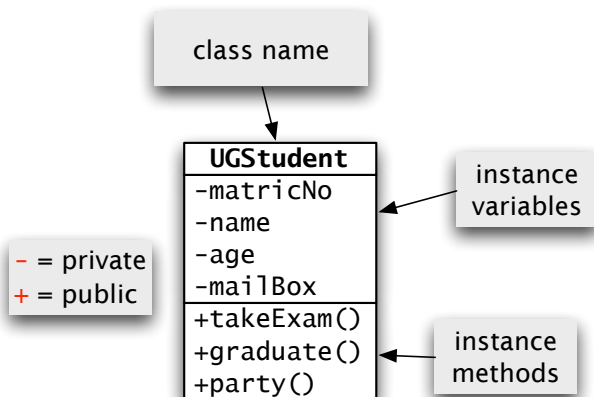 class name
UGStudent
-matricNo
-name
-age
-mailBox
+takeExam()
+graduate()
+party()
instance
variables
- = private
+ = public
instance
methods